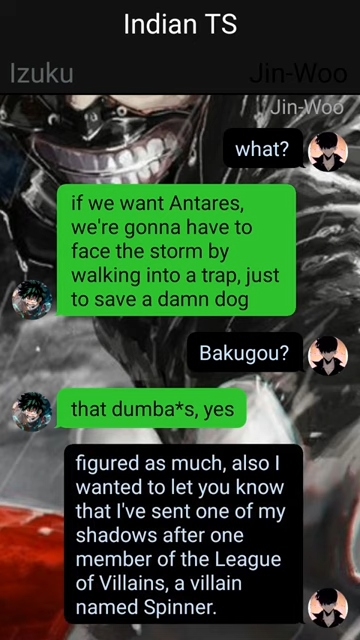 Indian TS
Izuku
Jin-Woo
Jin-Woo
what?
if we want Antares,
we're gonna have to
face the storm by
walking into a trap, just
to save a damn dog
Bakugou?
that dumba*s, yes
figured as much, also I
wanted to let you know
that I've sent one of my
shadows after one
member of the League
of Villains, a villain
named Spinner.